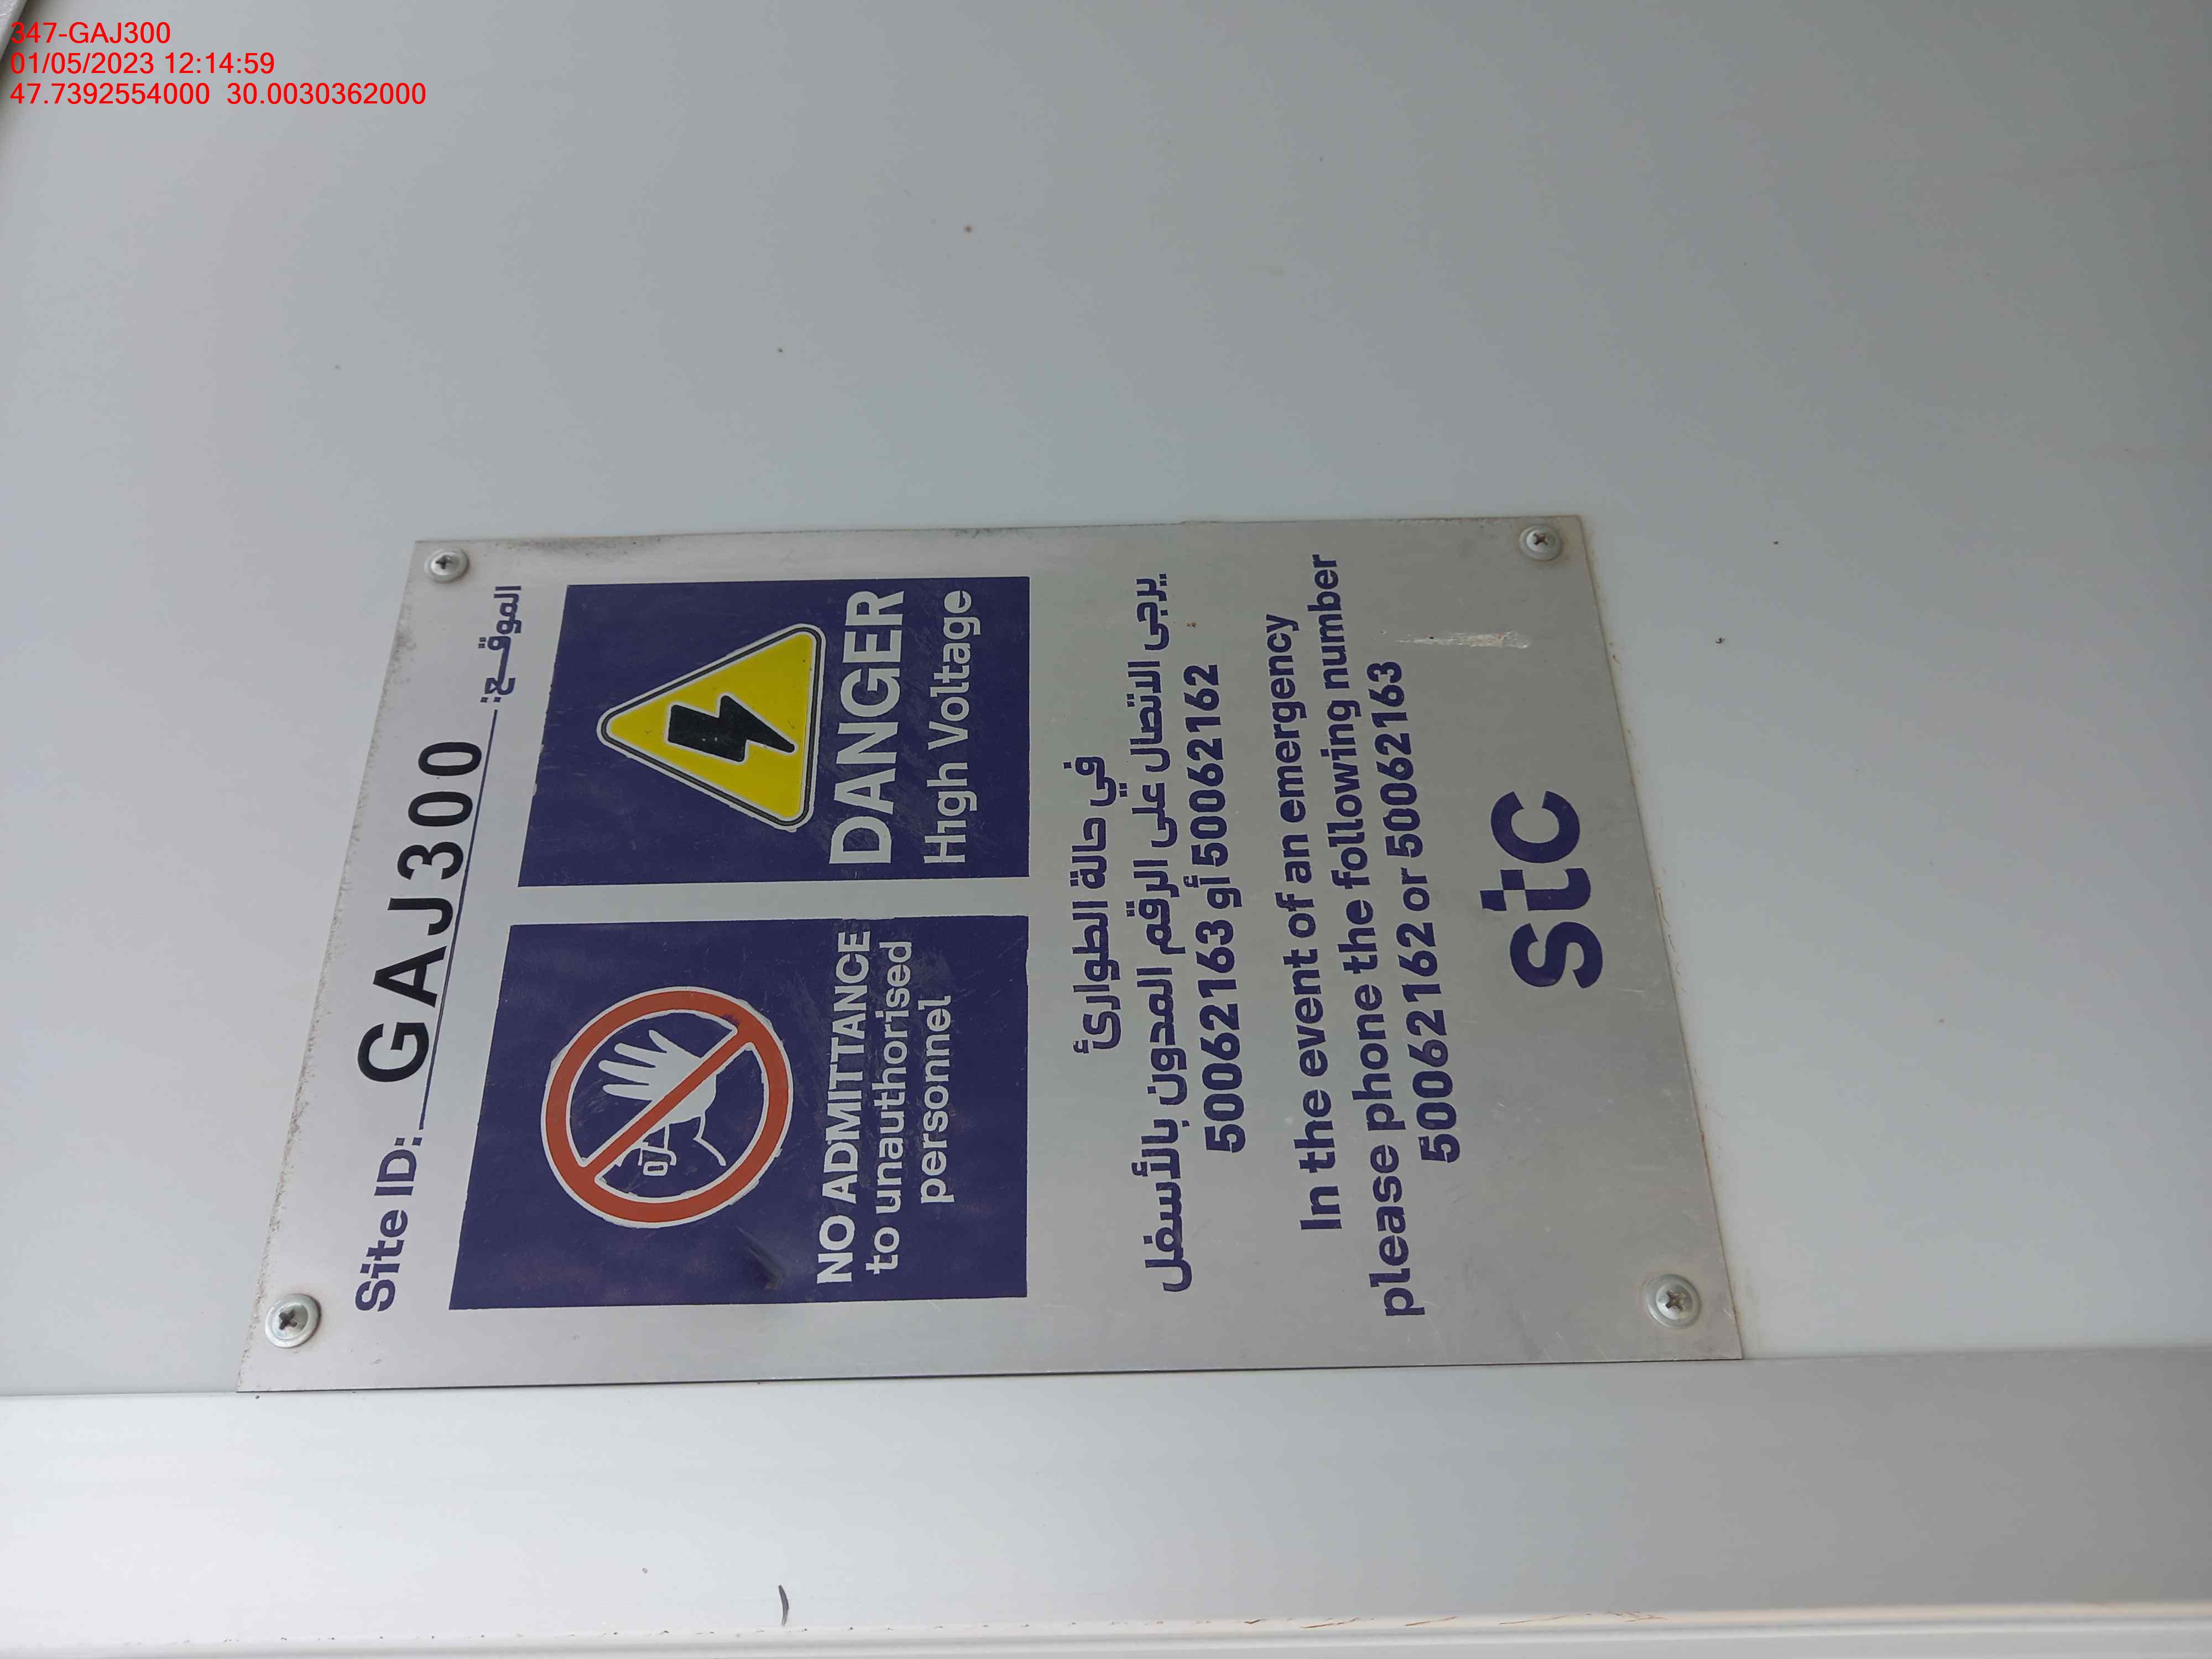 347-GAJ300
01/05/2023 12:14:59
47.7392554000 30.0030362000
Site ID: GAJ300 الموقـع:
NO ADMITTANCE
to unauthorised
personnel
DANGER
High Voltage
في حالة الطوارئ
يرجى الاتصال على الرقم المدون بالأسفل
50062163 أو 50062162
In the event of an emergency
please phone the following number
50062162 or 50062163
stc